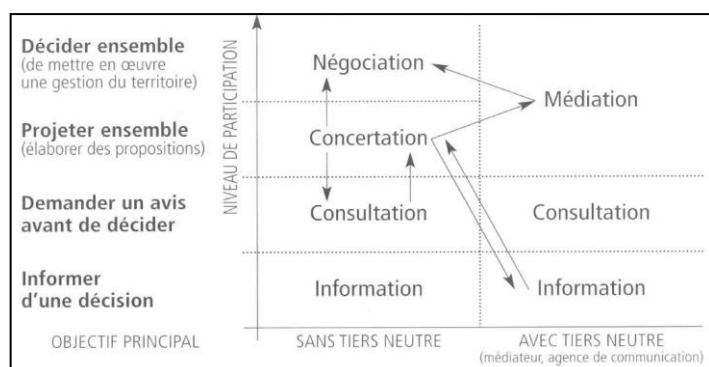 Décider ensemble
(de mettre en œuvre
une gestion du territoire)
Projeter ensemble
(élaborer des propositions)
Demander un avis
avant de décider
Informer
d'une décision
NIVEAU DE PARTICIPATION
Négociation
Médiation
Concertation
Consultation
Consultation
Information
Information
OBJECTIF PRINCIPAL
SANS TIERS NEUTRE
AVEC TIERS NEUTRE
(médiateur, agence de communication)